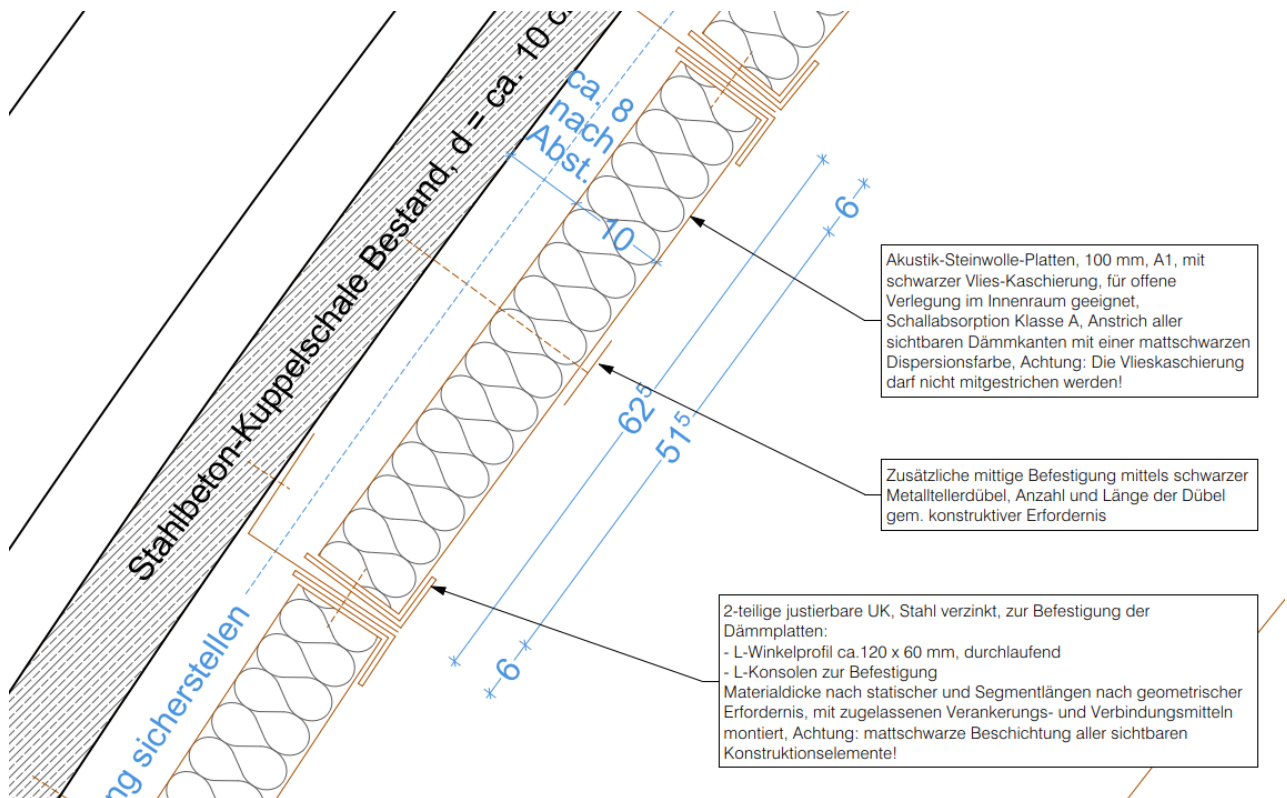 Stahlbeton-Kuppelschale Bestand, d = ca. 10 c
ca. 8
nach
Abst.
10
6
62⁵
51⁵
6
ng sicherstellen
Akustik-Steinwolle-Platten, 100 mm, A1, mit
schwarzer Vlies-Kaschierung, für offene
Verlegung im Innenraum geeignet,
Schallabsorption Klasse A, Anstrich aller
sichtbaren Dämmkanten mit einer mattschwarzen
Dispersionsfarbe, Achtung: Die Vlieskaschierung
darf nicht mitgestrichen werden!
Zusätzliche mittige Befestigung mittels schwarzer
Metalltellerdübel, Anzahl und Länge der Dübel
gem. konstruktiver Erfordernis
2-teilige justierbare UK, Stahl verzinkt, zur Befestigung der
Dämmplatten:
- L-Winkelprofil ca.120 x 60 mm, durchlaufend
- L-Konsolen zur Befestigung
Materialdicke nach statischer und Segmentlängen nach geometrischer
Erfordernis, mit zugelassenen Verankerungs- und Verbindungsmitteln
montiert, Achtung: mattschwarze Beschichtung aller sichtbaren
Konstruktionselemente!